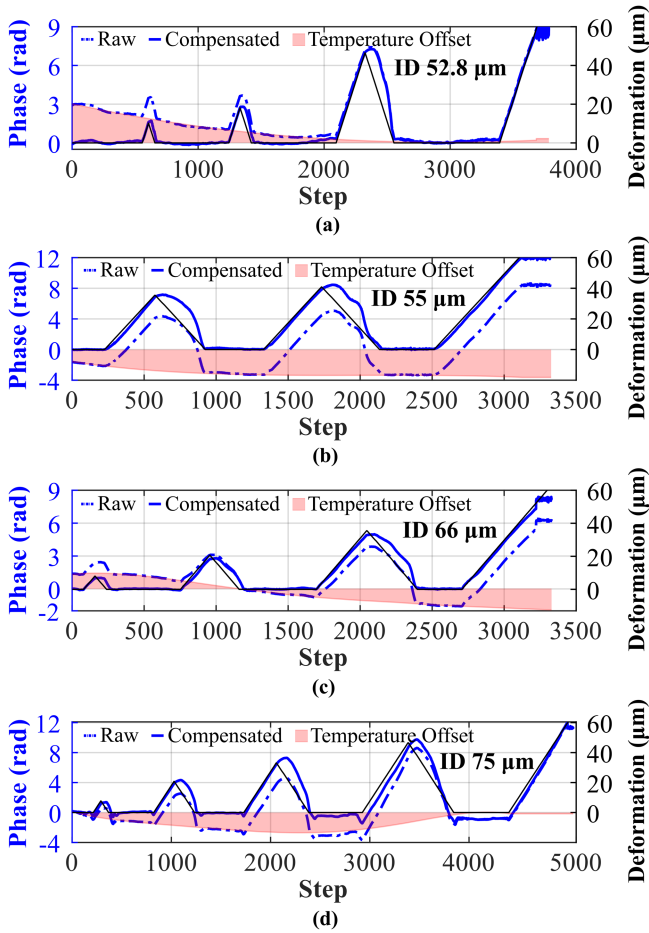 9 60
Raw Compensated Temperature Offset
6 40
ID 52.8 μm
3 20
0 0
Phase (rad)
Deformation (μm)
0 1000 2000 3000 4000
Step
(a)
12 60
Raw Compensated Temperature Offset
8 40
ID 55 μm
4 20
0 0
-4
Phase (rad)
Deformation (μm)
500 1000 1500 2000 2500 3000 3500
Step
(b)
9 60
Raw Compensated Temperature Offset
6 40
ID 66 μm
3 20
0 0
-2
Phase (rad)
Deformation (μm)
0 500 1000 1500 2000 2500 3000 3500
Step
(c)
12 60
Raw Compensated Temperature Offset
8 40
ID 75 μm
4 20
0 0
-4
Phase (rad)
Deformation (μm)
0 1000 2000 3000 4000 5000
Step
(d)